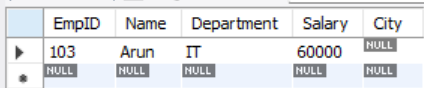 EmpID Name Department Salary City
103 Arun IT 60000 NULL
NULL NULL NULL NULL NULL